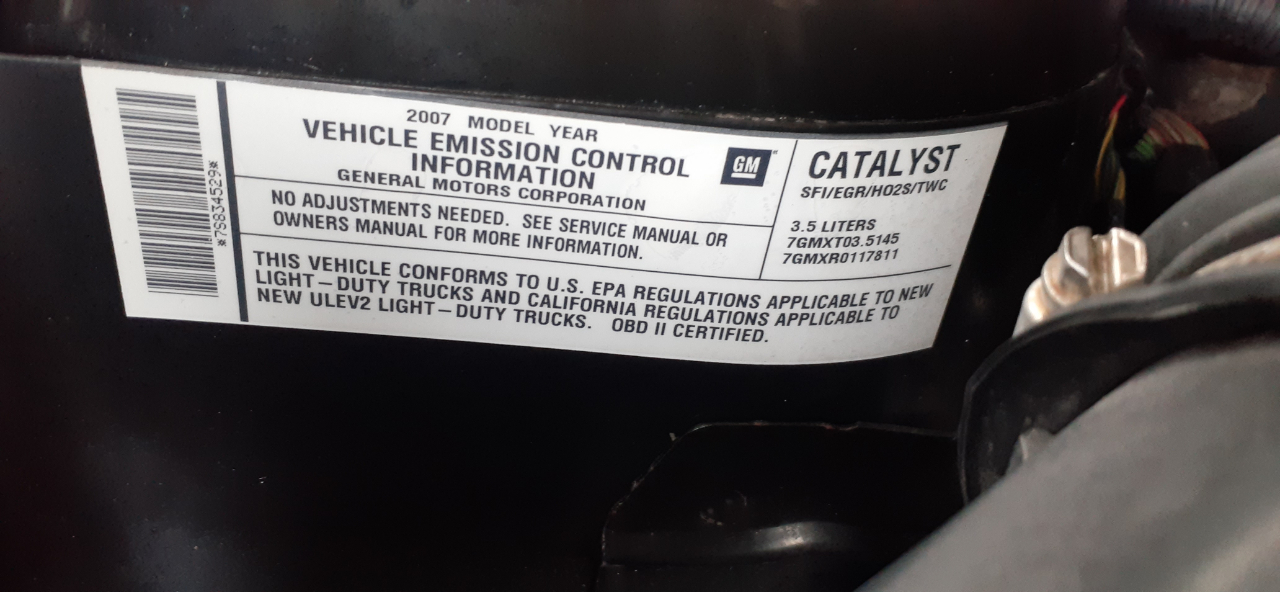 *7S834529*
2007 MODEL YEAR
VEHICLE EMISSION CONTROL
INFORMATION
GENERAL MOTORS CORPORATION
GM
NO ADJUSTMENTS NEEDED. SEE SERVICE MANUAL OR
OWNERS MANUAL FOR MORE INFORMATION.
CATALYST
SFI/EGR/HO2S/TWC
3.5 LITERS
7GMXT03.5145
7GMXR0117811
THIS VEHICLE CONFORMS TO U.S. EPA REGULATIONS APPLICABLE TO NEW
LIGHT-DUTY TRUCKS AND CALIFORNIA REGULATIONS APPLICABLE TO
NEW ULEV2 LIGHT-DUTY TRUCKS. OBD II CERTIFIED.